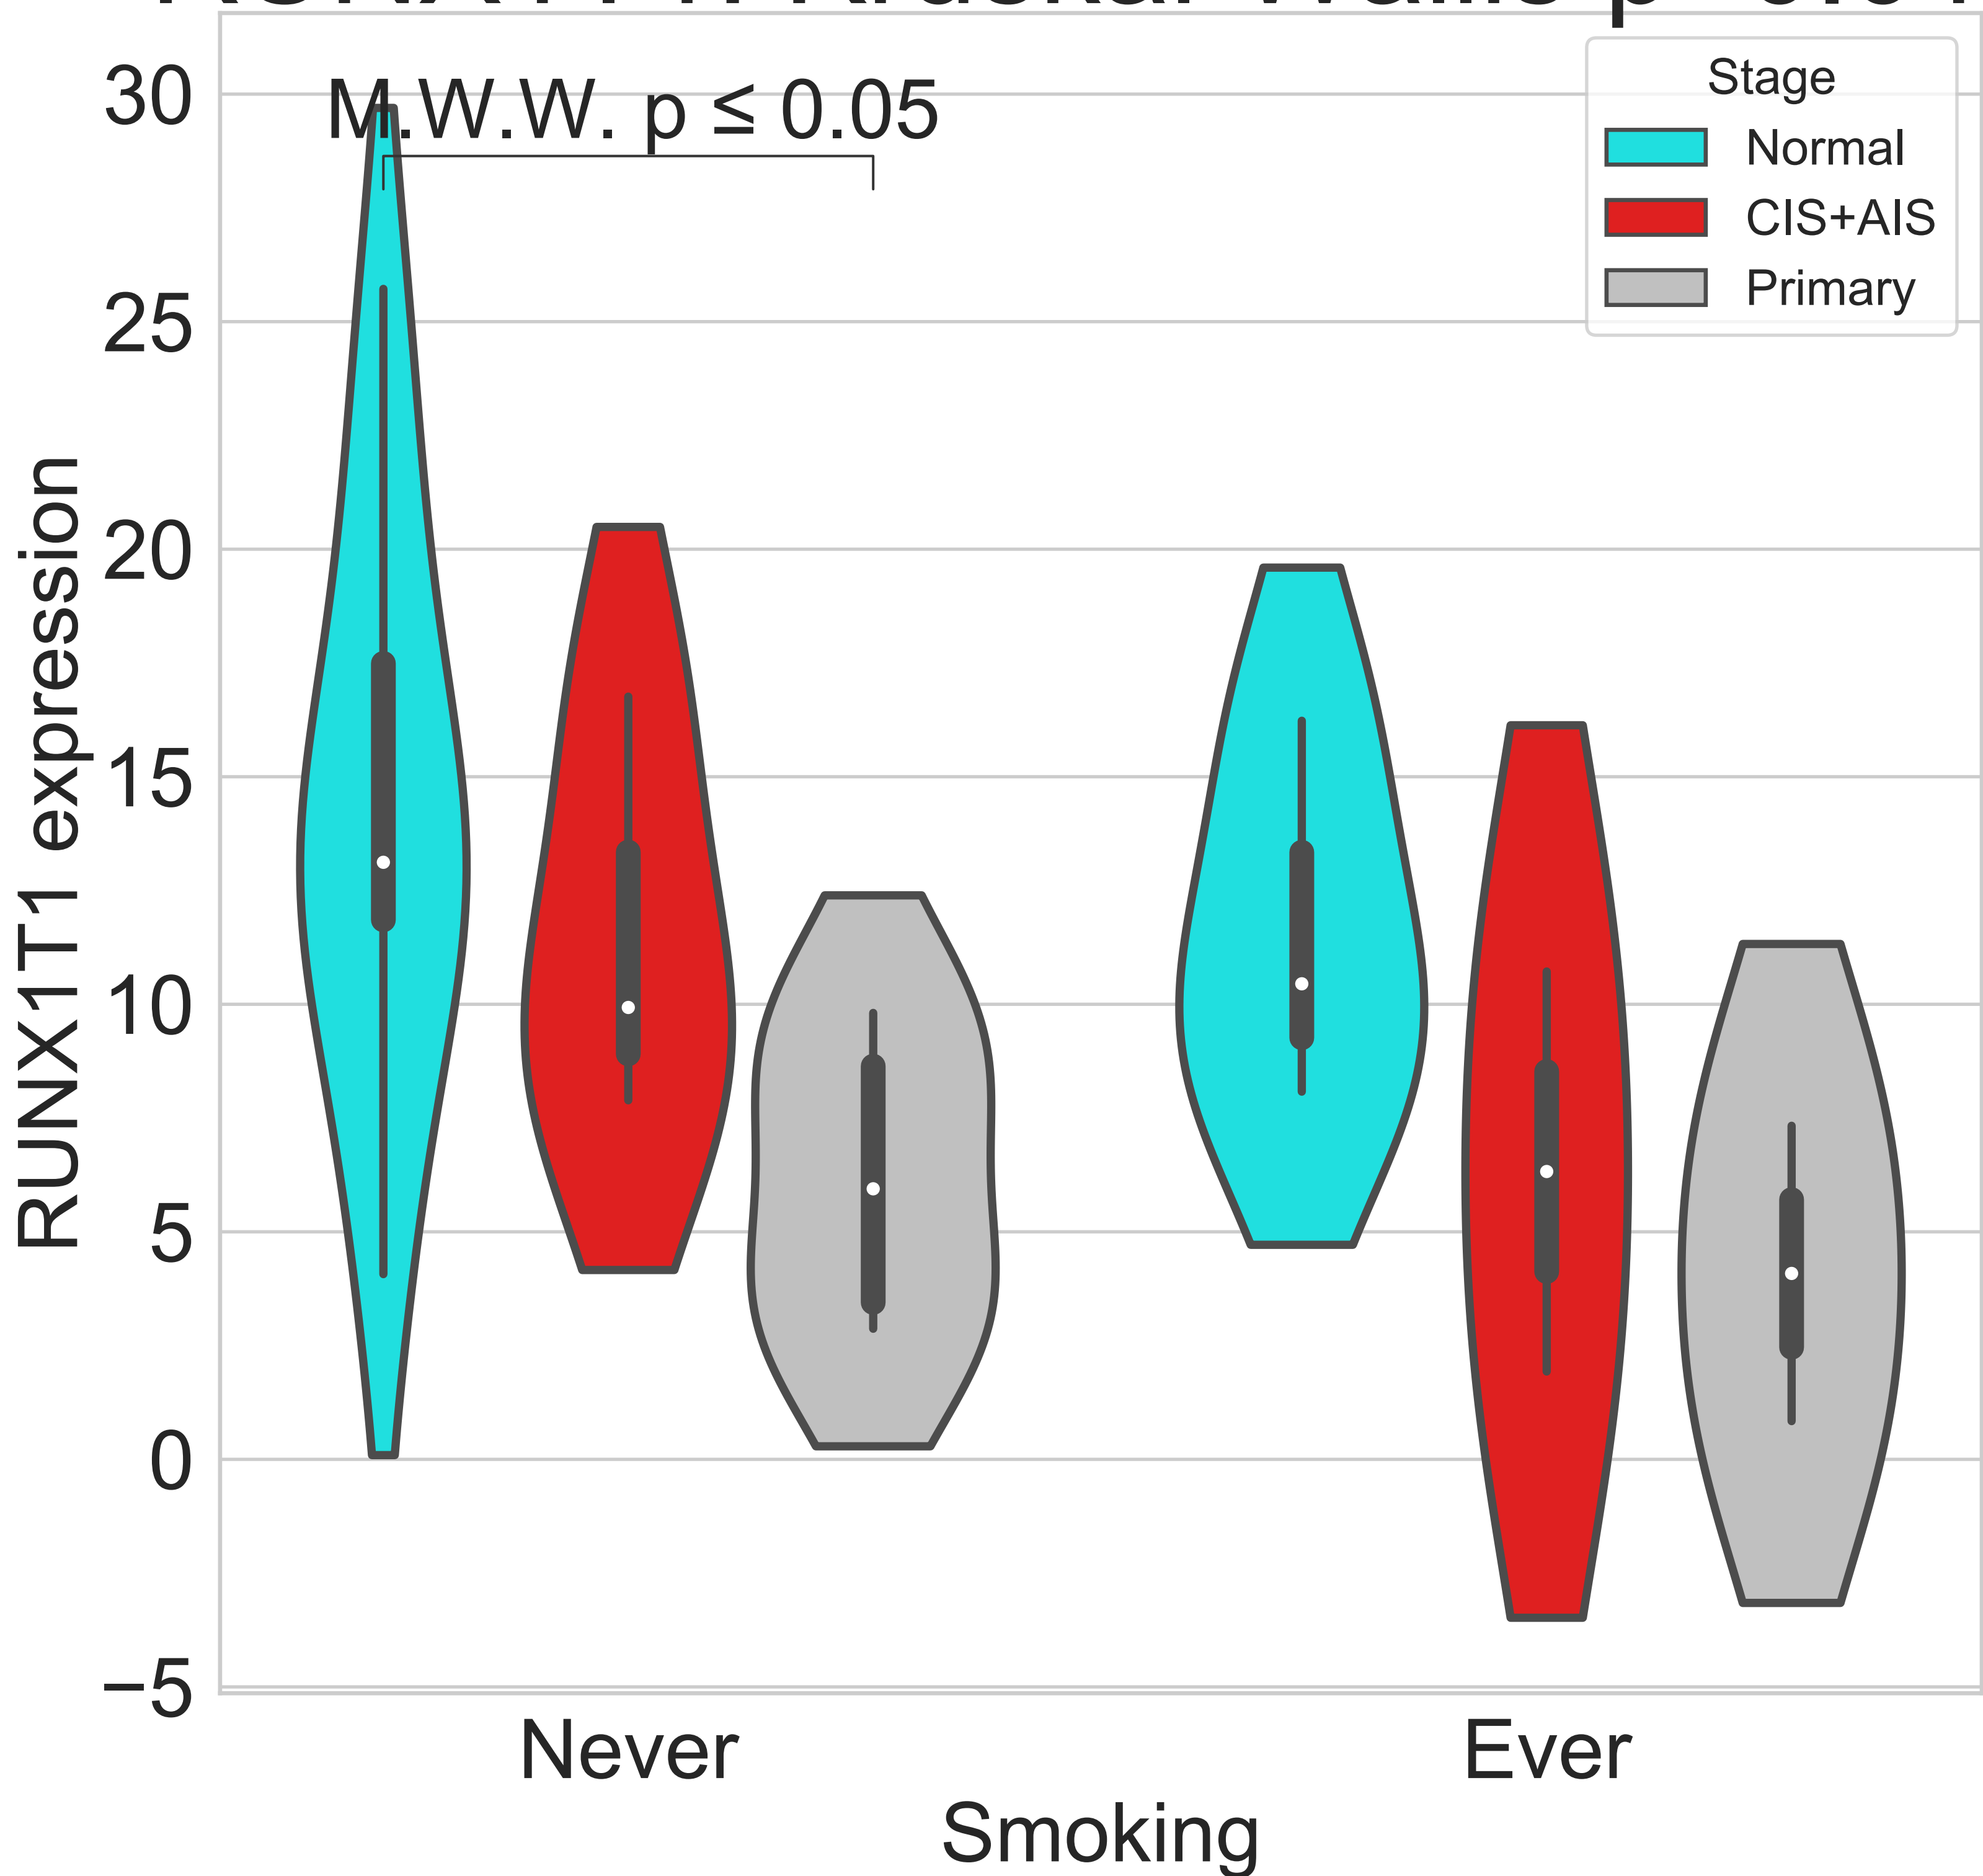 M.W.W. p ≤ 0.05
Stage
Normal
CIS+AIS
Primary
30
25
20
15
10
5
0
−5
RUNX1T1 expression
Never
Ever
Smoking